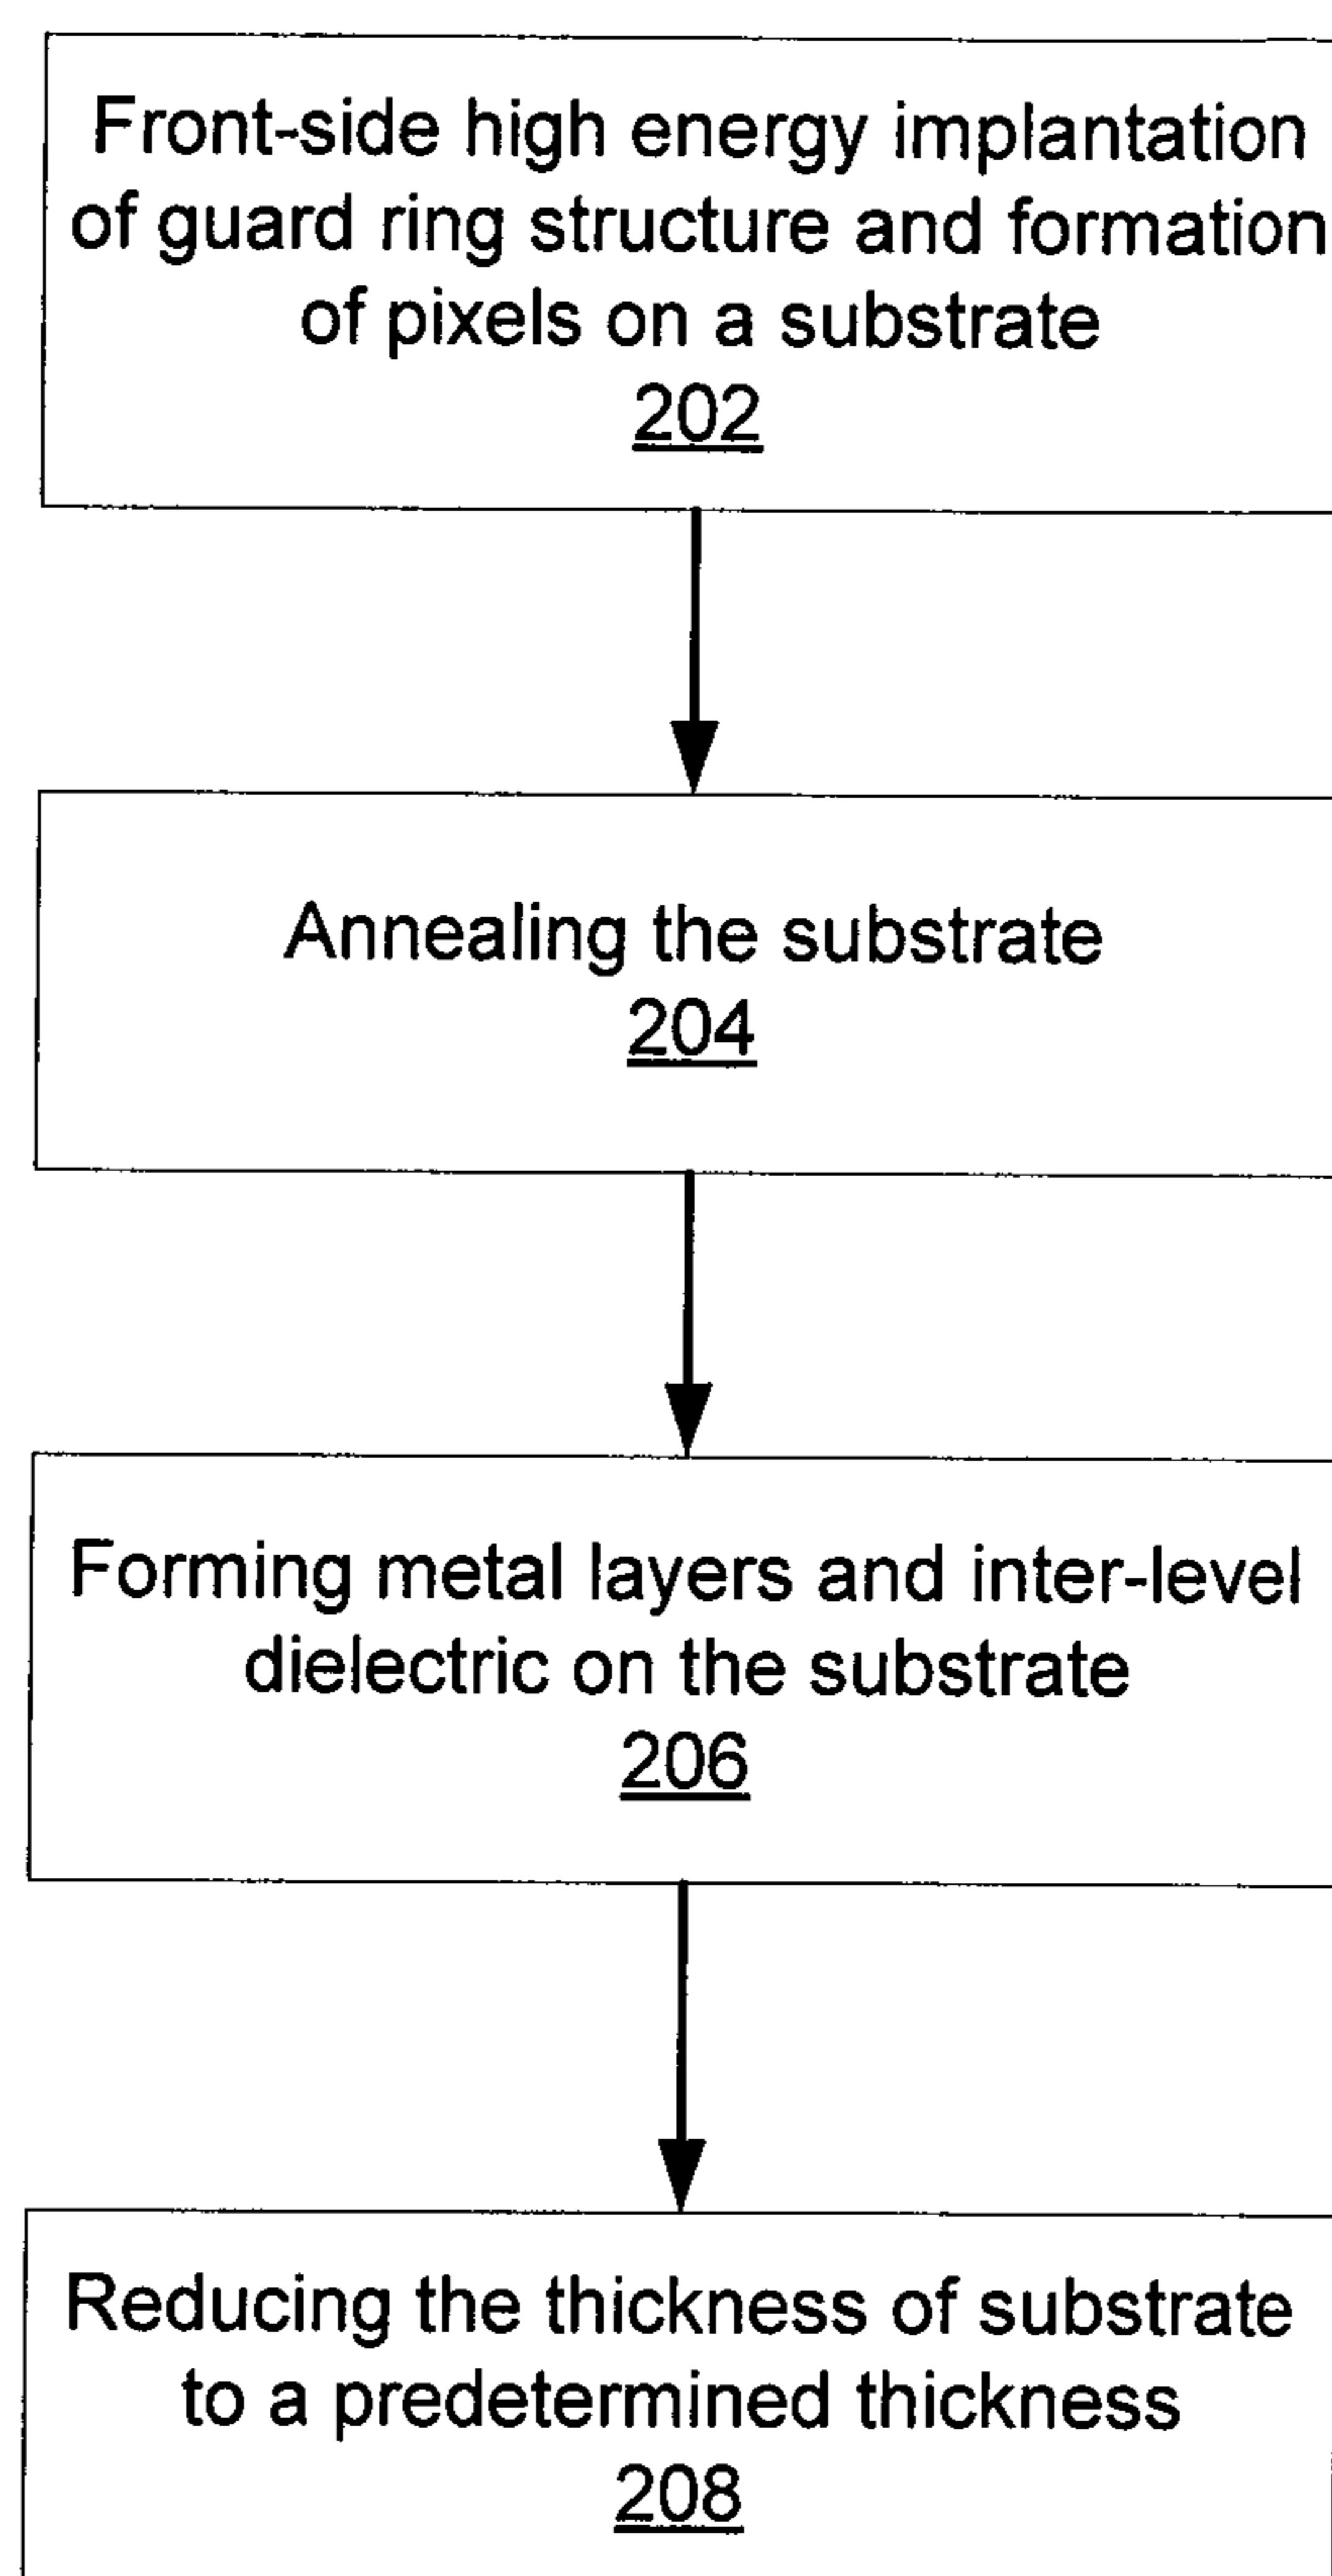 Front-side high energy implantation
of guard ring structure and formation
of pixels on a substrate
202
Annealing the substrate
204
Forming metal layers and inter-level
dielectric on the substrate
206
Reducing the thickness of substrate
to a predetermined thickness
208